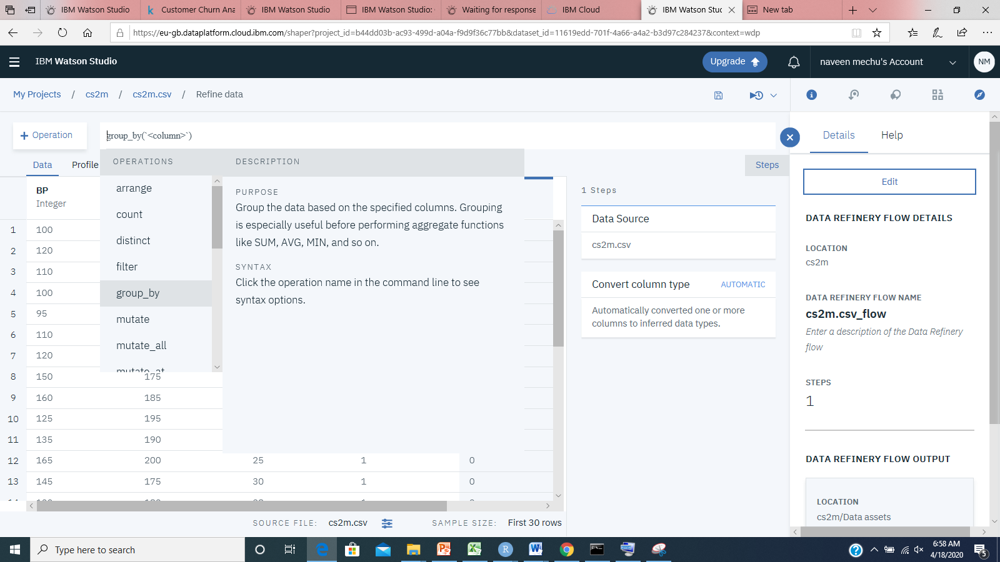 IBM Watson Studio
Customer Churn Ana
IBM Watson Studio
IBM Watson Studio:
Waiting for response
IBM Cloud
IBM Watson Stuc
New tab
https://eu-gb.dataplatform.cloud.ibm.com/shaper?project_id=b44dd03b-ac93-499d-a04a-f9d9f36c77bb&dataset_id=11619edd-701f-4a66-a4a2-b3d97c284237&context=wdp
IBM Watson Studio
Upgrade
naveen mechu's Account
NM
My Projects / cs2m / cs2m.csv / Refine data
+ Operation
group_by(`<column>`)
Details
Help
OPERATIONS
DESCRIPTION
Data
Profile
Steps
BP
Integer
arrange
count
distinct
filter
group_by
mutate
mutate_all
mutate_at
PURPOSE
Group the data based on the specified columns. Grouping
is especially useful before performing aggregate functions
like SUM, AVG, MIN, and so on.
SYNTAX
Click the operation name in the command line to see
syntax options.
1 100
2 120
3 110
4 100
5 95
6 110
7 120
8 150 175
9 160 185
10 125 195
11 135 190
12 165 200 25 1 0
13 145 175 30 1 0
SOURCE FILE: cs2m.csv
SAMPLE SIZE: First 30 rows
1 Steps
Data Source
cs2m.csv
Convert column type AUTOMATIC
Automatically converted one or more
columns to inferred data types.
Edit
DATA REFINERY FLOW DETAILS
LOCATION
cs2m
DATA REFINERY FLOW NAME
cs2m.csv_flow
Enter a description of the Data Refinery
flow
STEPS
1
DATA REFINERY FLOW OUTPUT
LOCATION
cs2m/Data assets
Type here to search
6:58 AM
4/18/2020
5